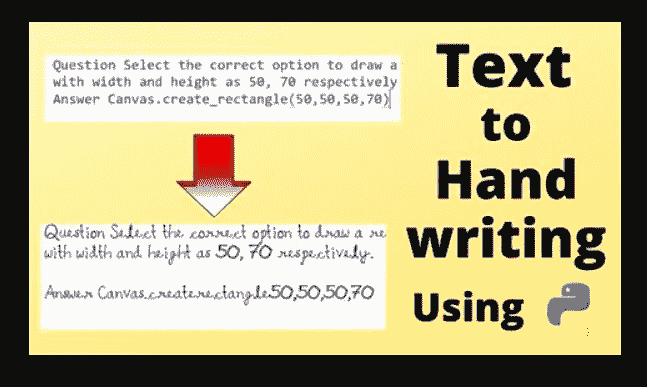 Question Select the correct option to draw a
with width and height as 50, 70 respectively
Answer Canvas.create_rectangle(50,50,50,70)
Question Select the correct option to draw a re
with width and height as 50, 70 respectively.
Answer Canvas.createrectangle50,50,50,70
Text
to
Hand
writing
Using